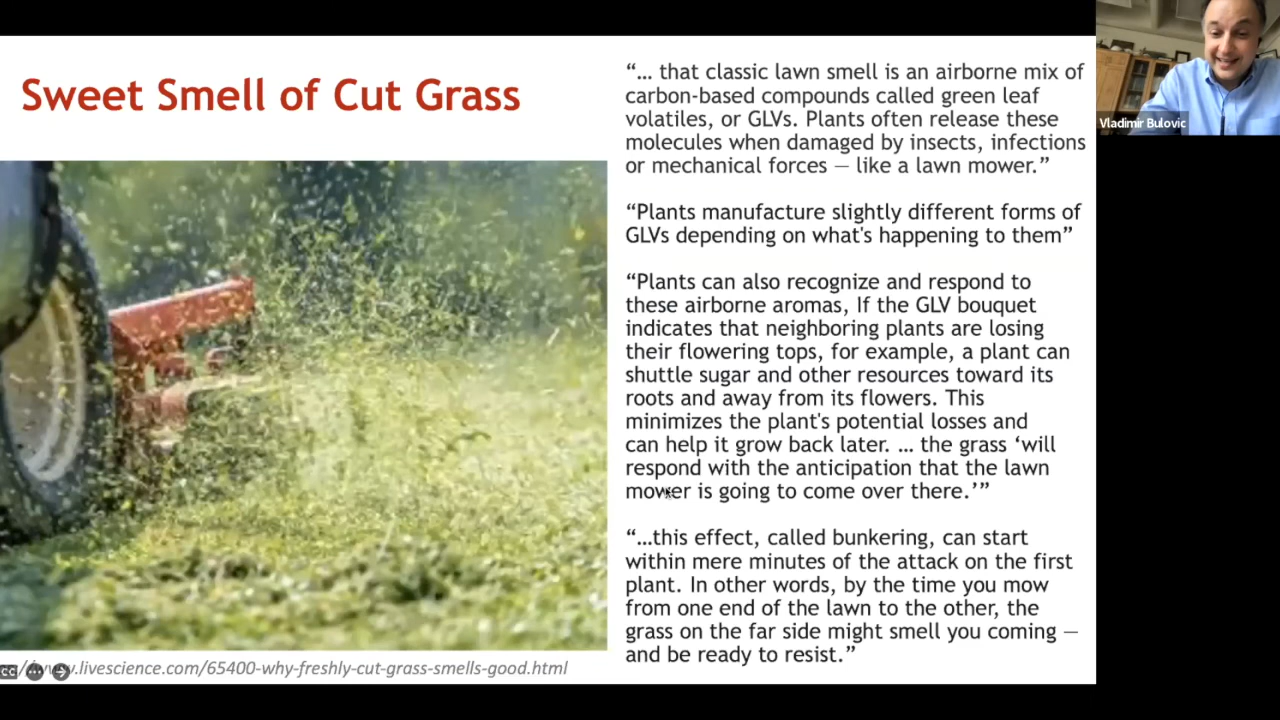 Sweet Smell of Cut Grass
“… that classic lawn smell is an airborne mix of
carbon-based compounds called green leaf
volatiles, or GLVs. Plants often release these
molecules when damaged by insects, infections
or mechanical forces — like a lawn mower.”
“Plants manufacture slightly different forms of
GLVs depending on what's happening to them”
“Plants can also recognize and respond to
these airborne aromas, If the GLV bouquet
indicates that neighboring plants are losing
their flowering tops, for example, a plant can
shuttle sugar and other resources toward its
roots and away from its flowers. This
minimizes the plant's potential losses and
can help it grow back later. … the grass ‘will
respond with the anticipation that the lawn
mower is going to come over there.’”
“…this effect, called bunkering, can start
within mere minutes of the attack on the first
plant. In other words, by the time you mow
from one end of the lawn to the other, the
grass on the far side might smell you coming —
and be ready to resist.”
.livescience.com/65400-why-freshly-cut-grass-smells-good.html
CC
Vladimir Bulovic